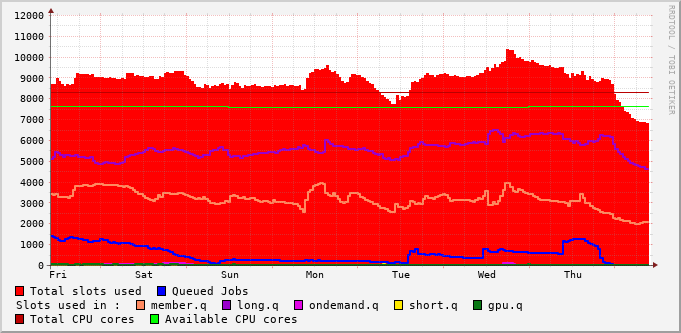 12000
11000
10000
9000
8000
7000
6000
5000
4000
3000
2000
1000
0
Fri Sat Sun Mon Tue Wed Thu
RRDTOOL / TOBI OETIKER
Total slots used Queued Jobs
Slots used in : member.q long.q ondemand.q short.q gpu.q
Total CPU cores Available CPU cores